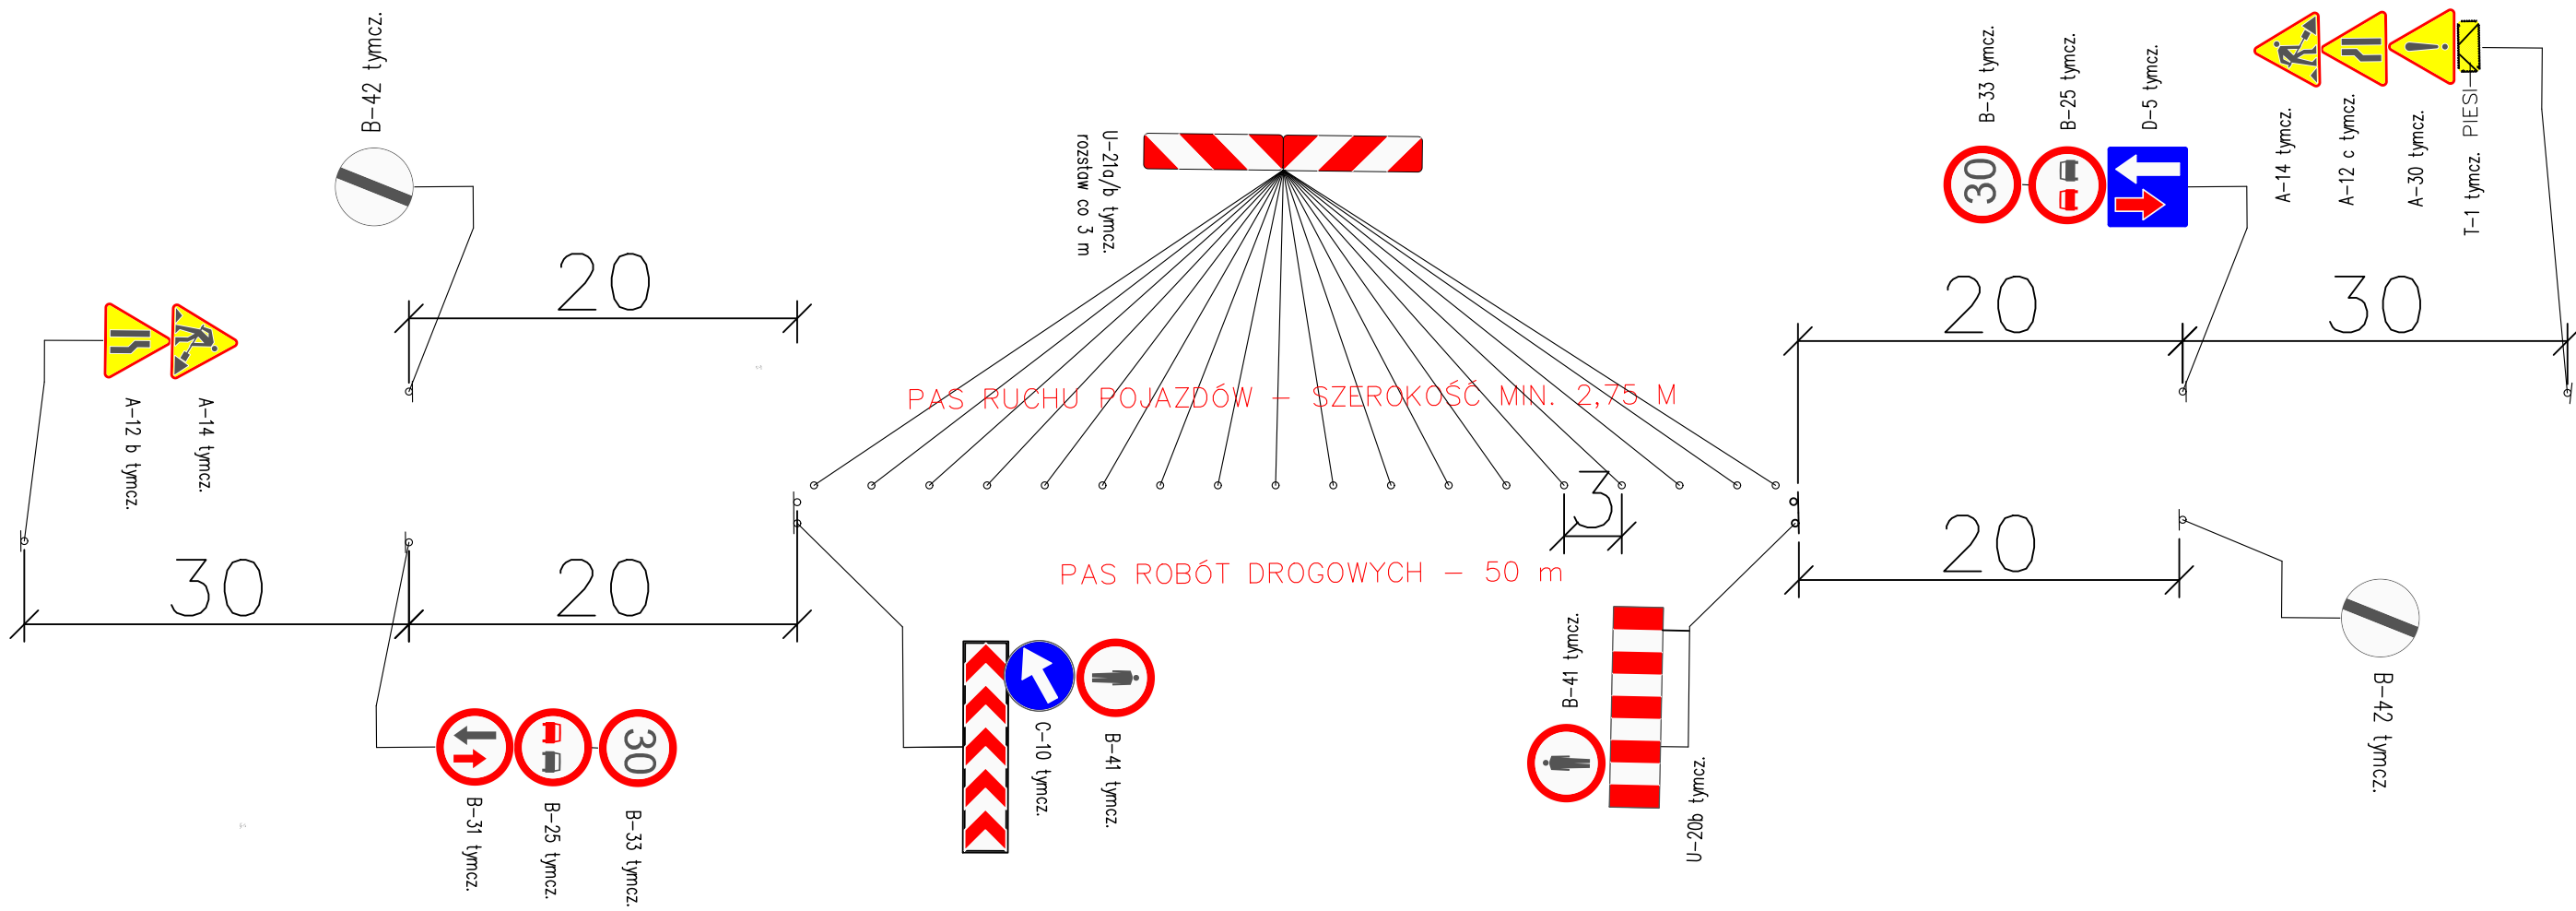 B-42 tymcz.
20
A-12 b tymcz.
A-14 tymcz.
30
20
B-31 tymcz.
B-25 tymcz.
B-33 tymcz.
30
U-21a/b tymcz.
rozstaw co 3 m
PAS RUCHU POJAZDÓW - SZEROKOŚĆ MIN. 2,75 M
3
PAS ROBÓT DROGOWYCH - 50 m
C-10 tymcz.
B-41 tymcz.
B-41 tymcz.
U-20b tymcz.
B-33 tymcz.
B-25 tymcz.
D-5 tymcz.
30
A-14 tymcz.
A-12 c tymcz.
A-30 tymcz.
T-1 tymcz. PIESI
20
30
20
B-42 tymcz.